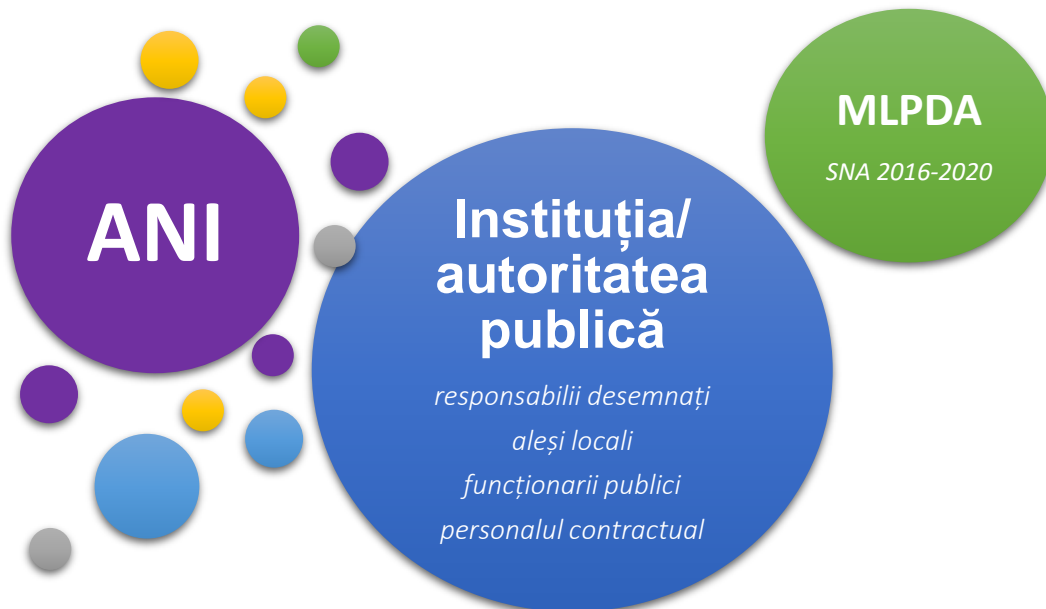 ANI
Instituția/
autoritatea
publică
responsabilii desemnați
aleși locali
funcționarii publici
personalul contractual
MLPDA
SNA 2016-2020